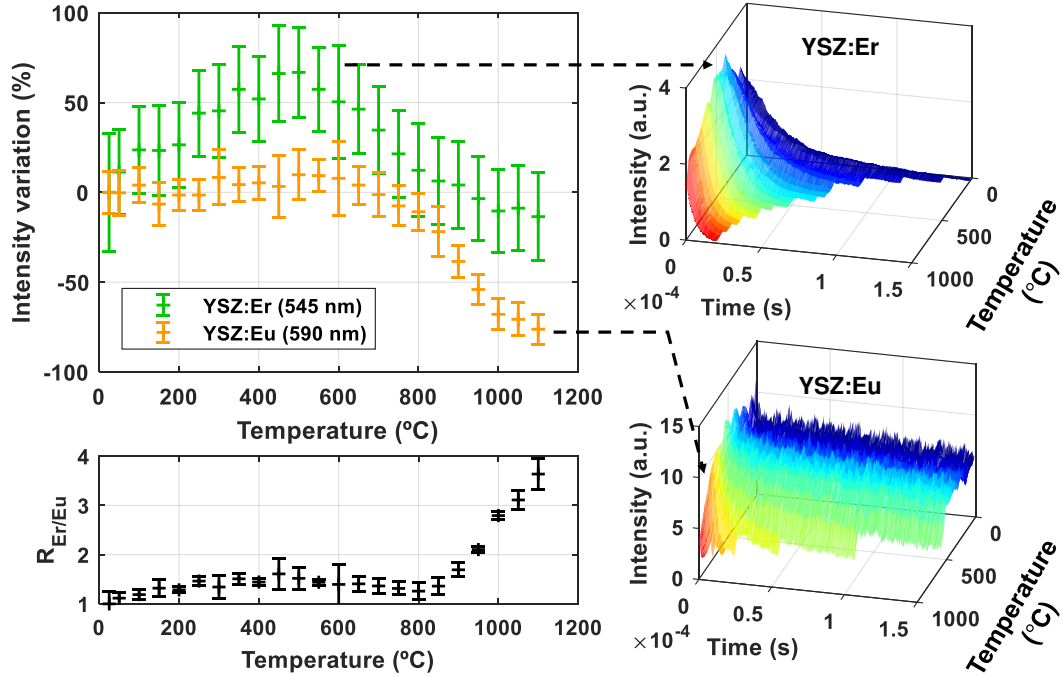 100
50
0
-50
-100
Intensity variation (%)
YSZ:Er (545 nm)
YSZ:Eu (590 nm)
0 200 400 600 800 1000 1200
Temperature (ºC)
4
3
2
1
R_Er/Eu
0 200 400 600 800 1000 1200
Temperature (ºC)
YSZ:Er
4
2
0
Intensity (a.u.)
0 0.5 1 1.5
×10^-4
Time (s)
0
500
1000
Temperature
(°C)
YSZ:Eu
15
10
5
0
Intensity (a.u.)
0 0.5 1 1.5
×10^-4
Time (s)
0
500
1000
Temperature
(°C)